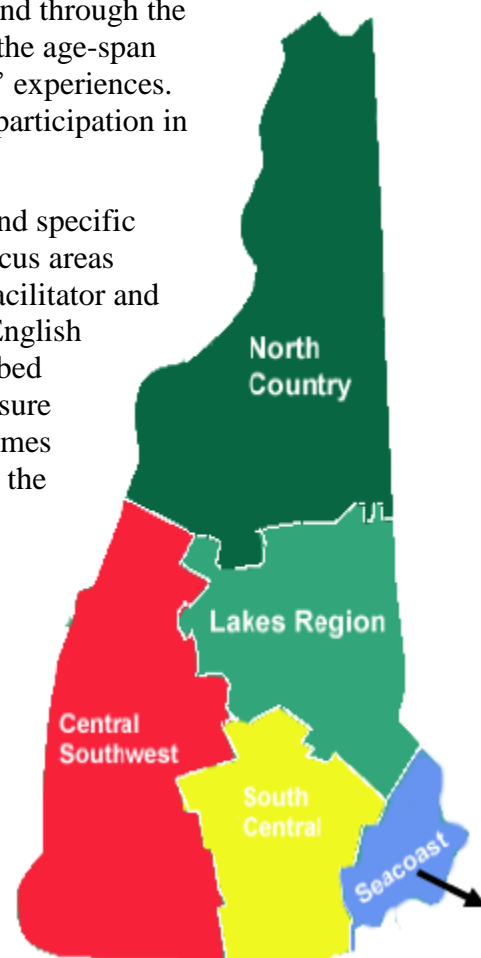 nd through the
the age-span
’ experiences.
participation in
nd specific
cus areas
acilitator and
English
bed
sure
mes
the
North
Country
Lakes Region
Central
Southwest
South
Central
Seacoast